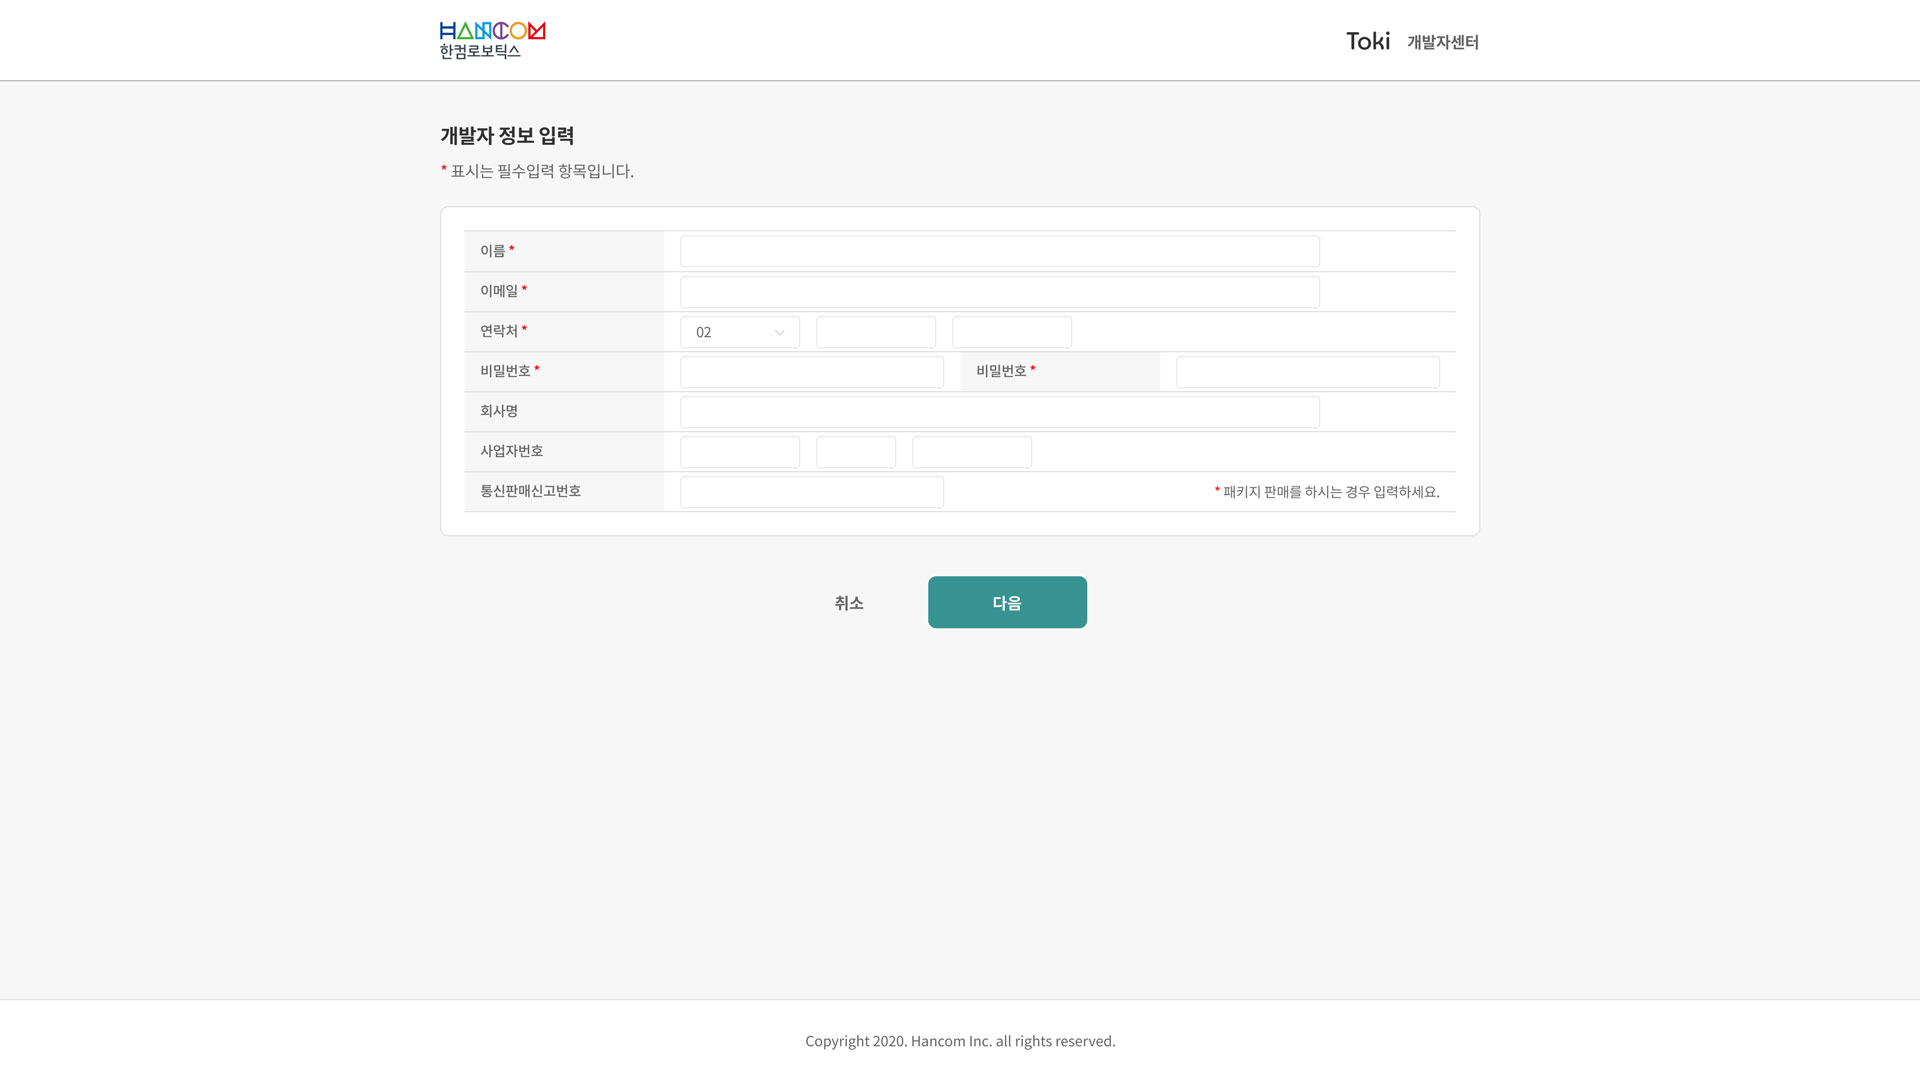 HANCOM
한컴로보틱스
Toki 개발자센터
개발자 정보 입력
* 표시는 필수입력 항목입니다.
이름 *
이메일 *
연락처 * 02
비밀번호 * 비밀번호 *
회사명
사업자번호
통신판매신고번호 * 패키지 판매를 하시는 경우 입력하세요.
취소 다음
Copyright 2020. Hancom Inc. all rights reserved.